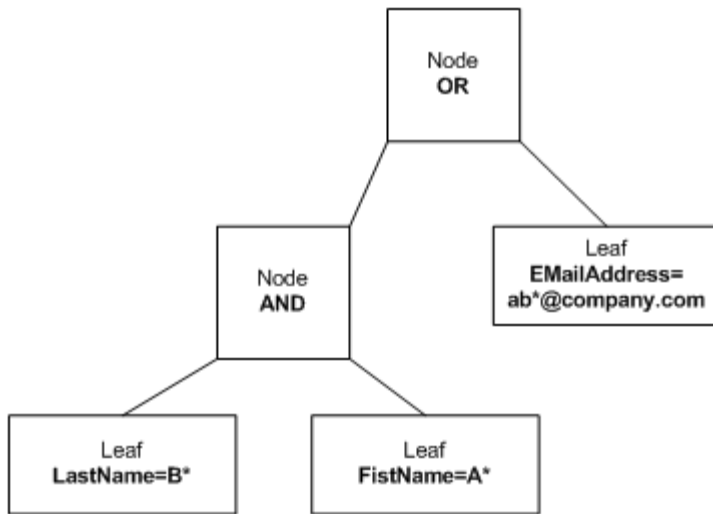 Node
OR
Node
AND
Leaf
EMailAddress=
ab*@company.com
Leaf
LastName=B*
Leaf
FistName=A*